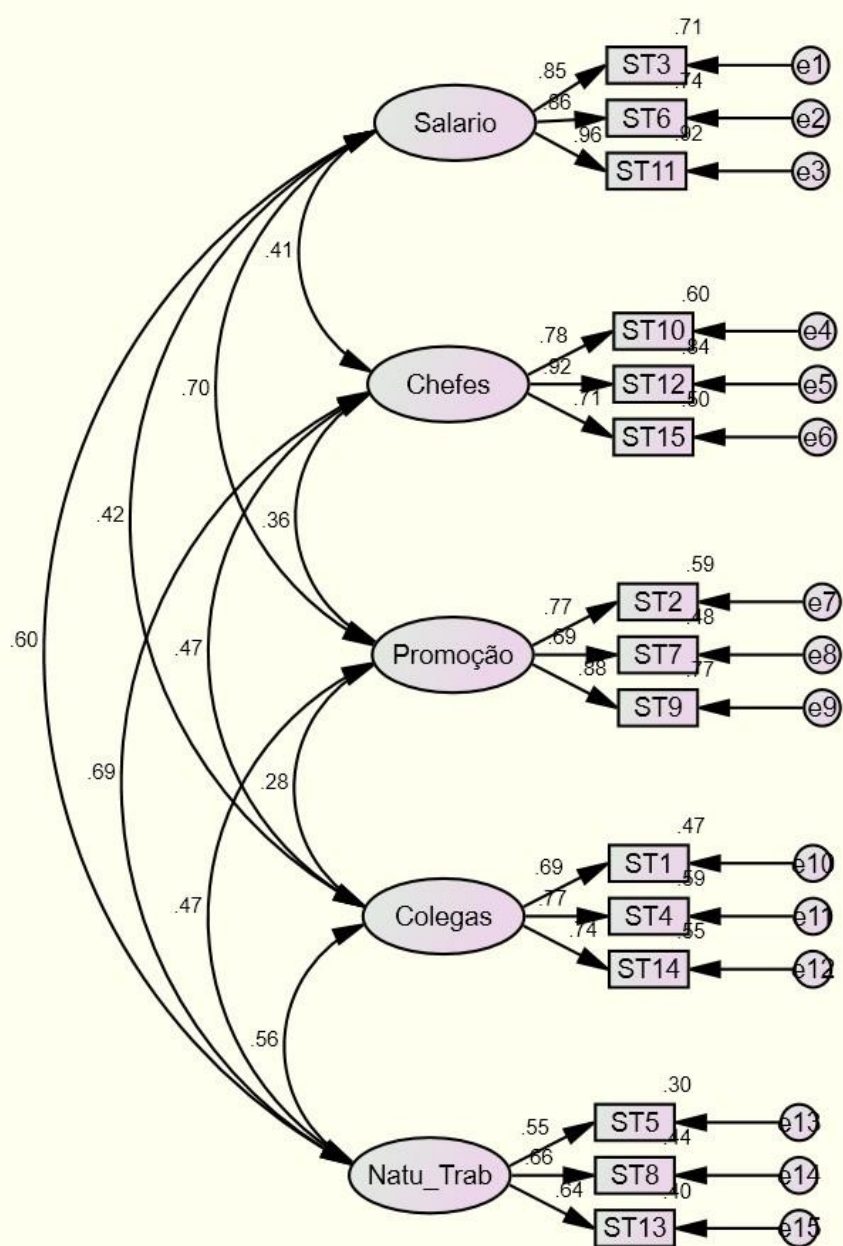 .71
.85 ST3 e1
.74
Salario .86 ST6 e2
.92
.96 ST11 e3
.41
.60
.78 ST10 e4
.84
Chefes .92 ST12 e5
.50
.71 ST15 e6
.70
.42 .36
.59
.77 ST2 e7
.48
.60 .47 Promoção .69 ST7 e8
.77
.88 ST9 e9
.69 .28
.47
.69 ST1 e10
.59
.47 Colegas .77 ST4 e11
.55
.74 ST14 e12
.56
.30
.55 ST5 e13
.44
Natu_Trab .66 ST8 e14
.40
.64 ST13 e15